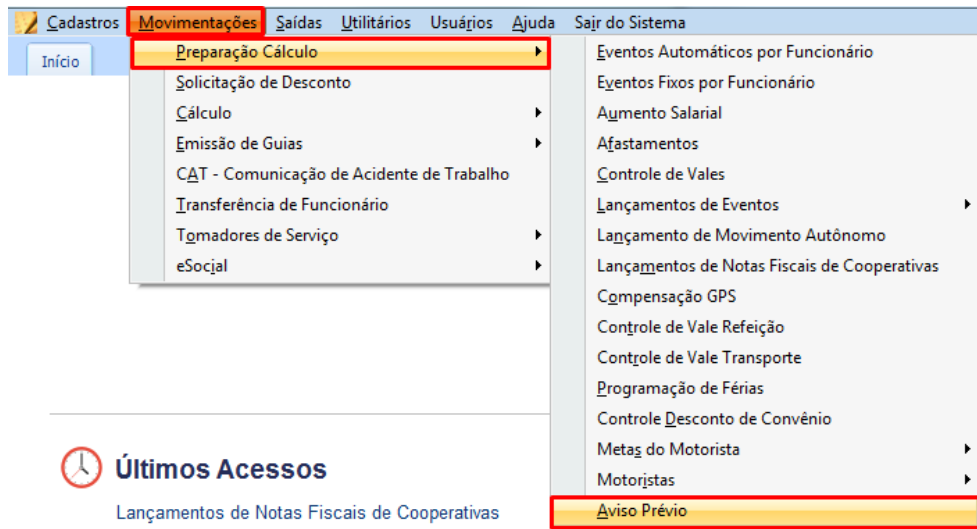 Cadastros Movimentações Saídas Utilitários Usuários Ajuda Sair do Sistema
Início
Preparação Cálculo
Solicitação de Desconto
Cálculo
Emissão de Guias
CAT - Comunicação de Acidente de Trabalho
Transferência de Funcionário
Tomadores de Serviço
eSocial
Eventos Automáticos por Funcionário
Eventos Fixos por Funcionário
Aumento Salarial
Afastamentos
Controle de Vales
Lançamentos de Eventos
Lançamento de Movimento Autônomo
Lançamentos de Notas Fiscais de Cooperativas
Compensação GPS
Controle de Vale Refeição
Controle de Vale Transporte
Programação de Férias
Controle Desconto de Convênio
Metas do Motorista
Motoristas
Aviso Prévio
Últimos Acessos
Lançamentos de Notas Fiscais de Cooperativas